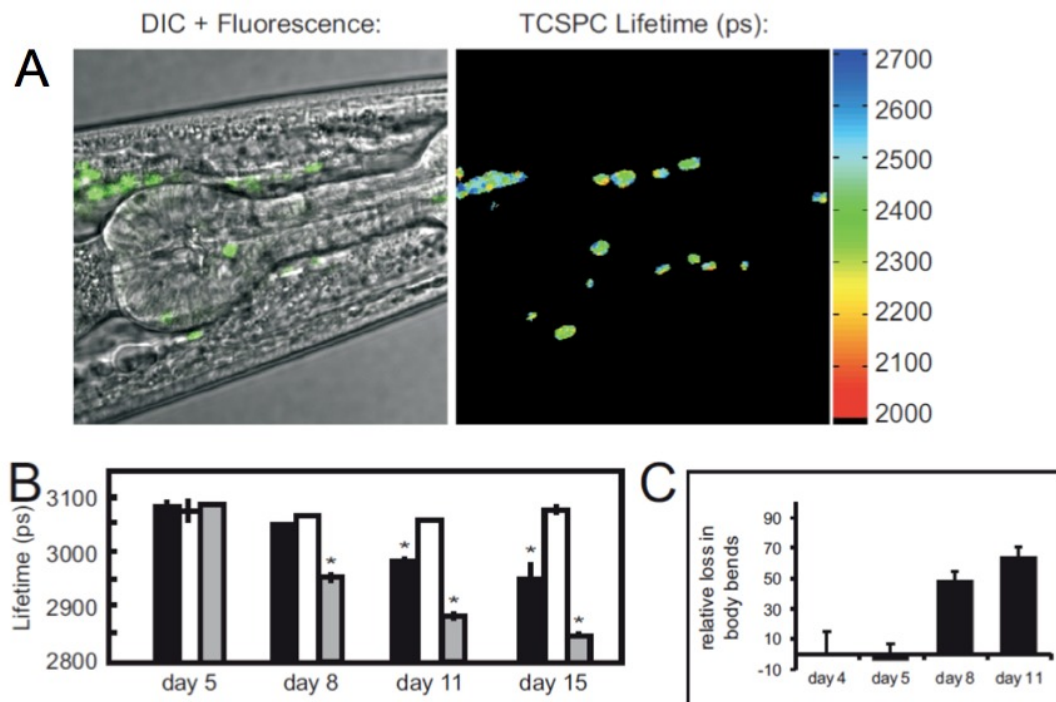 DIC + Fluorescence:
TCSPC Lifetime (ps):
A
2700
2600
2500
2400
2300
2200
2100
2000
B
Lifetime (ps)
3100
3000
2900
2800
*
*
*
*
*
day 5
day 8
day 11
day 15
C
relative loss in
body bends
90
70
50
30
10
-10
day 4
day 5
day 8
day 11